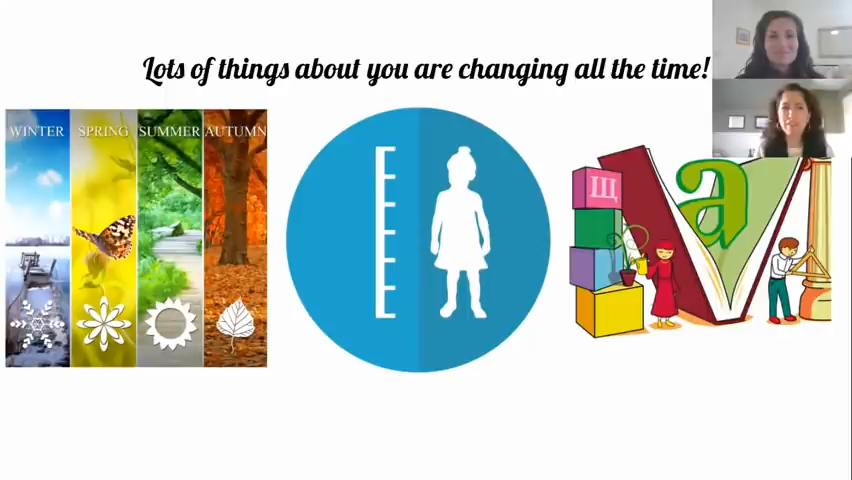 Lots of things about you are changing all the time!
WINTER SPRING SUMMER AUTUMN
Щ
a